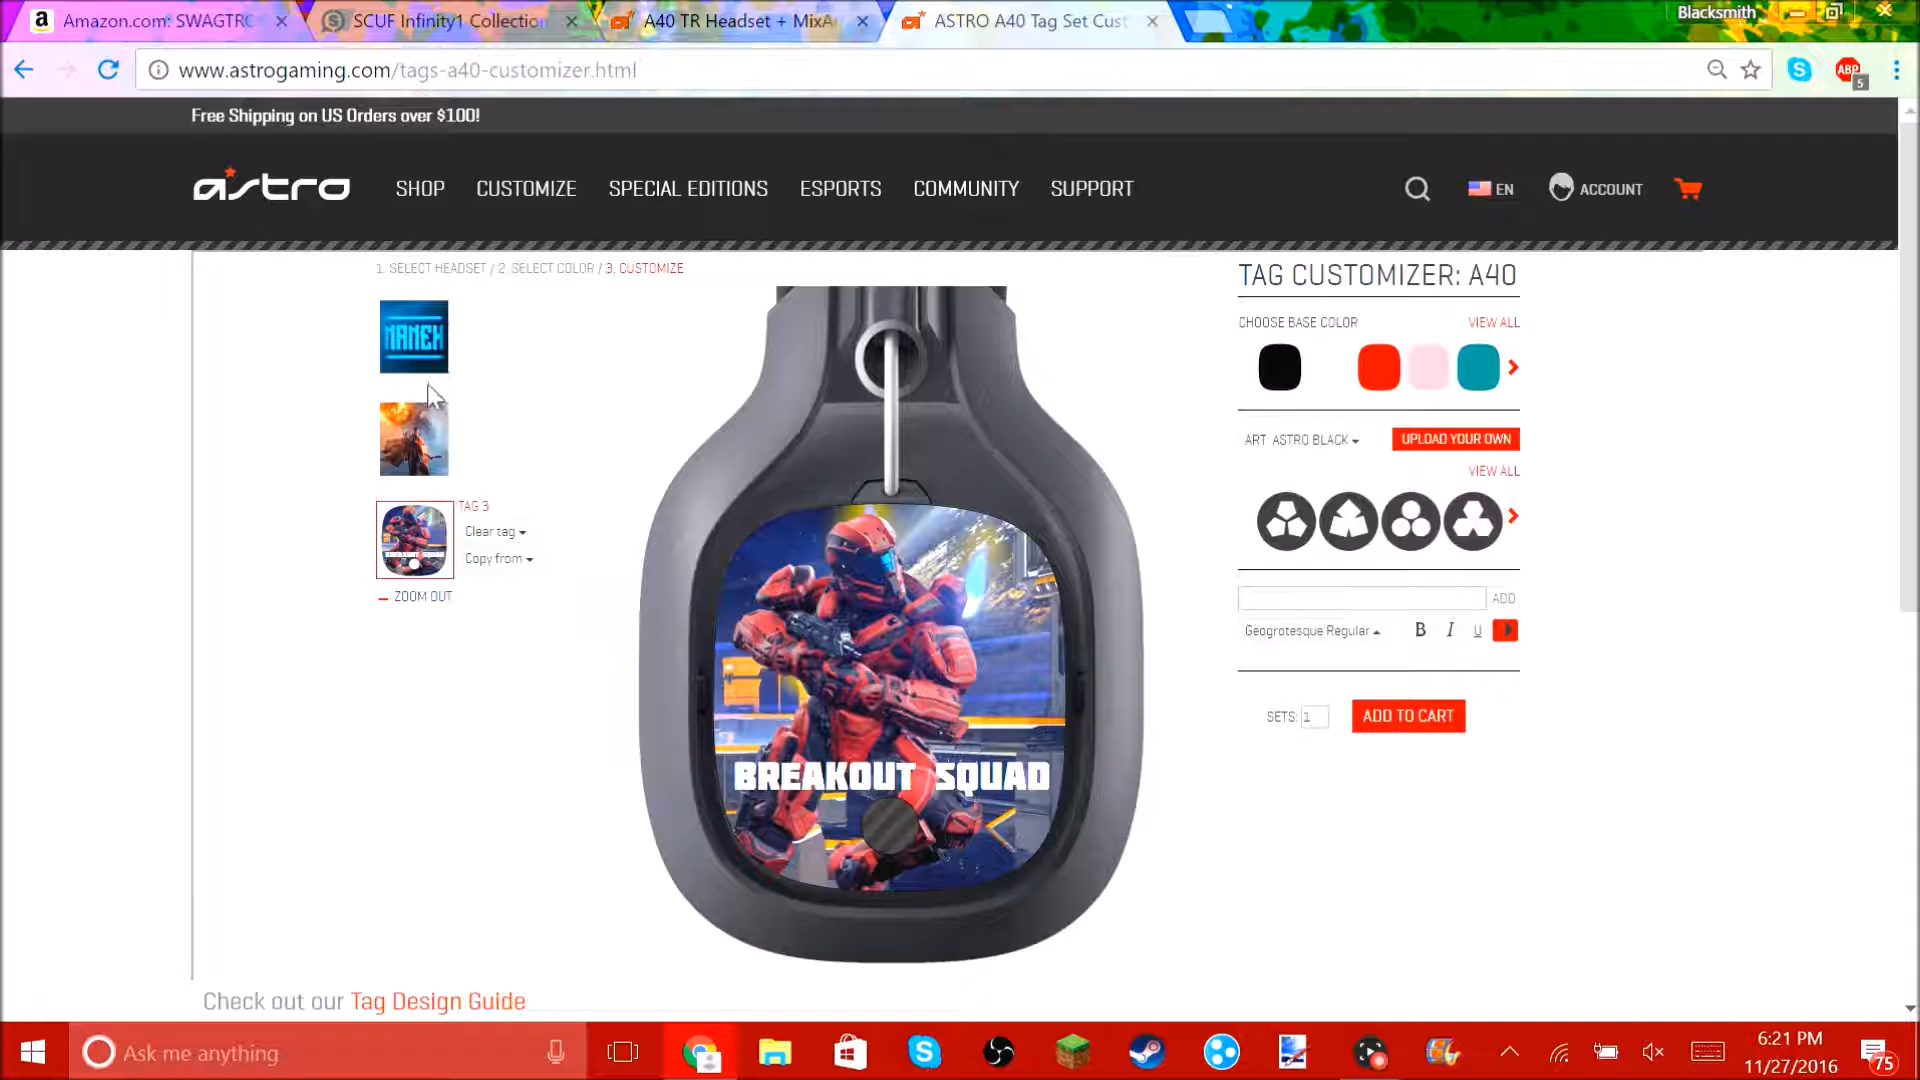 Amazon.com: SWAGTRC
SCUF Infinity1 Collection
A40 TR Headset + MixA
ASTRO A40 Tag Set Cust
Blacksmith
www.astrogaming.com/tags-a40-customizer.html
ABP
5
Free Shipping on US Orders over $100!
astro
SHOP
CUSTOMIZE
SPECIAL EDITIONS
ESPORTS
COMMUNITY
SUPPORT
EN
ACCOUNT
1. SELECT HEADSET / 2. SELECT COLOR / 3. CUSTOMIZE
TAG CUSTOMIZER: A40
CHOOSE BASE COLOR
VIEW ALL
ART: ASTRO BLACK
UPLOAD YOUR OWN
VIEW ALL
TAG 3
Clear tag
Copy from
ZOOM OUT
ADD
Geogrotesque Regular
B I U
SETS: 1
ADD TO CART
BREAKOUT SQUAD
Check out our Tag Design Guide
Ask me anything
6:21 PM
11/27/2016
75